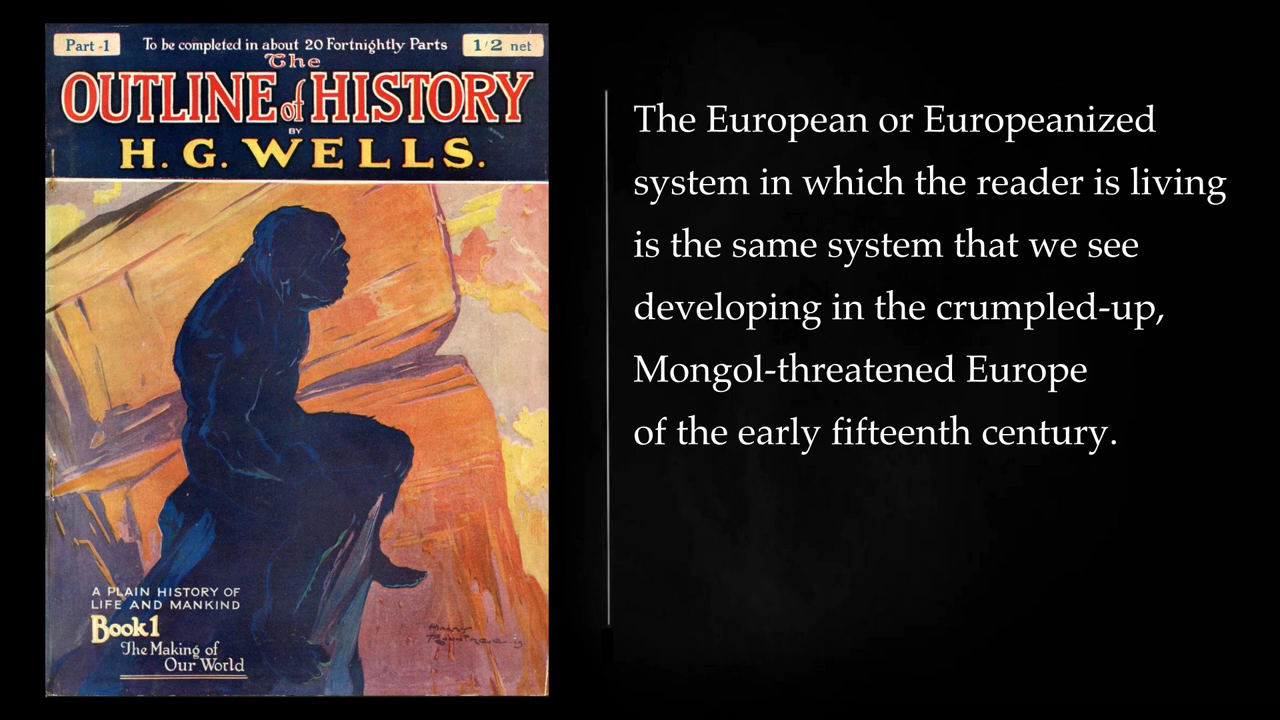 Part -1
To be completed in about 20 Fortnightly Parts
1/2 net
The
OUTLINE of HISTORY
BY
H. G. WELLS.
A PLAIN HISTORY OF
LIFE AND MANKIND
Book 1
The Making of
Our World
The European or Europeanized
system in which the reader is living
is the same system that we see
developing in the crumpled-up,
Mongol-threatened Europe
of the early fifteenth century.